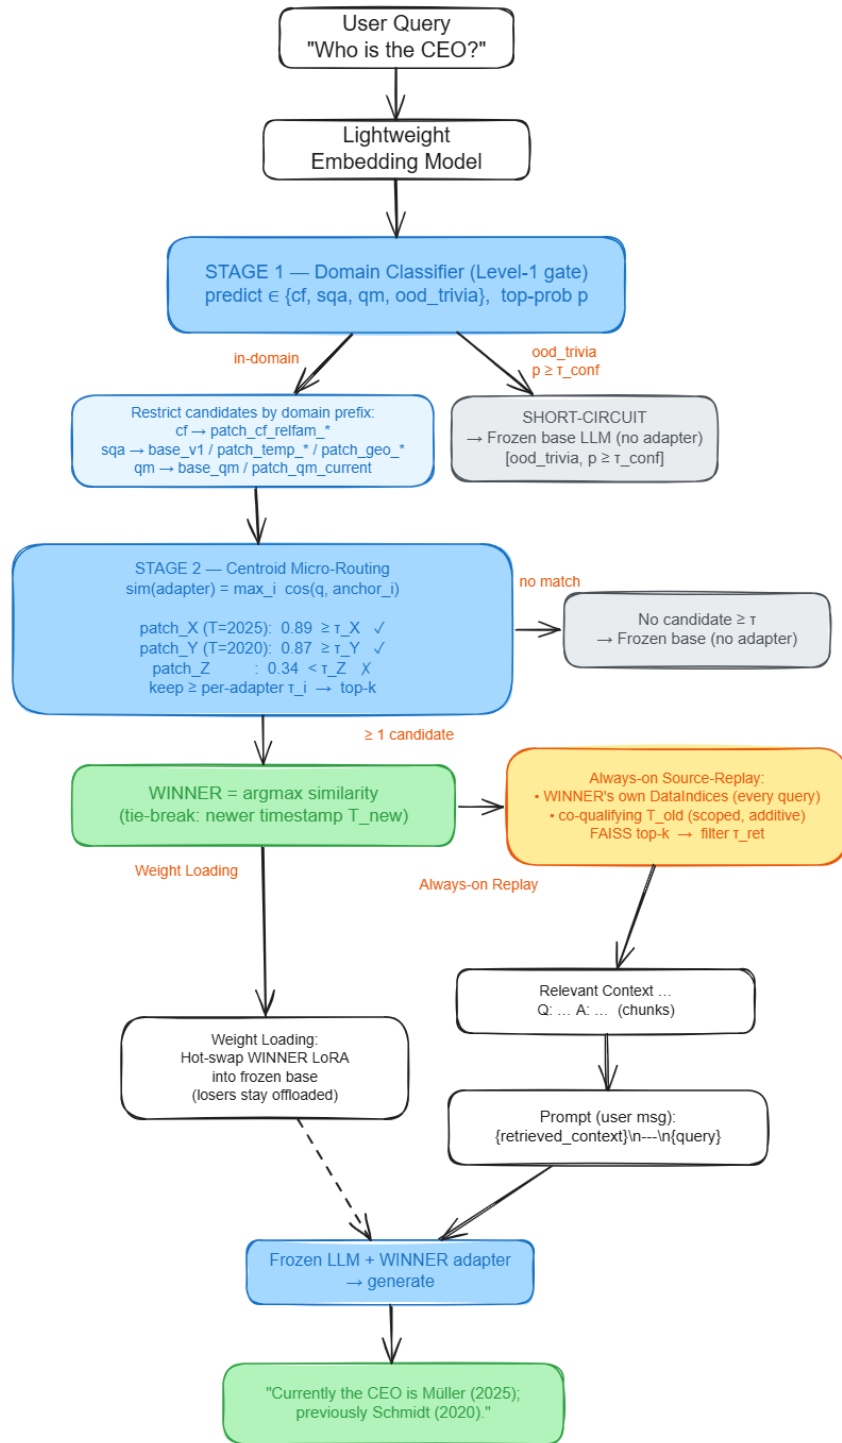 User Query
"Who is the CEO?"
Lightweight
Embedding Model
STAGE 1 — Domain Classifier (Level-1 gate)
predict ∈ {cf, sqa, qm, ood_trivia}, top-prob p
in-domain
ood_trivia
p ≥ τ_conf
Restrict candidates by domain prefix:
cf → patch_cf_relfam_*
sqa → base_v1 / patch_temp_* / patch_geo_*
qm → base_qm / patch_qm_current
SHORT-CIRCUIT
→ Frozen base LLM (no adapter)
[ood_trivia, p ≥ τ_conf]
STAGE 2 — Centroid Micro-Routing
sim(adapter) = max_i cos(q, anchor_i)
patch_X (T=2025): 0.89 ≥ τ_X ✓
patch_Y (T=2020): 0.87 ≥ τ_Y ✓
patch_Z : 0.34 < τ_Z ✗
keep ≥ per-adapter τ_i → top-k
no match
No candidate ≥ τ
→ Frozen base (no adapter)
≥ 1 candidate
WINNER = argmax similarity
(tie-break: newer timestamp T_new)
Always-on Source-Replay:
• WINNER's own DataIndices (every query)
• co-qualifying T_old (scoped, additive)
FAISS top-k → filter τ_ret
Weight Loading
Always-on Replay
Relevant Context ...
Q: ... A: ... (chunks)
Weight Loading:
Hot-swap WINNER LoRA
into frozen base
(losers stay offloaded)
Prompt (user msg):
{retrieved_context}\n---\n{query}
Frozen LLM + WINNER adapter
→ generate
"Currently the CEO is Müller (2025);
previously Schmidt (2020)."